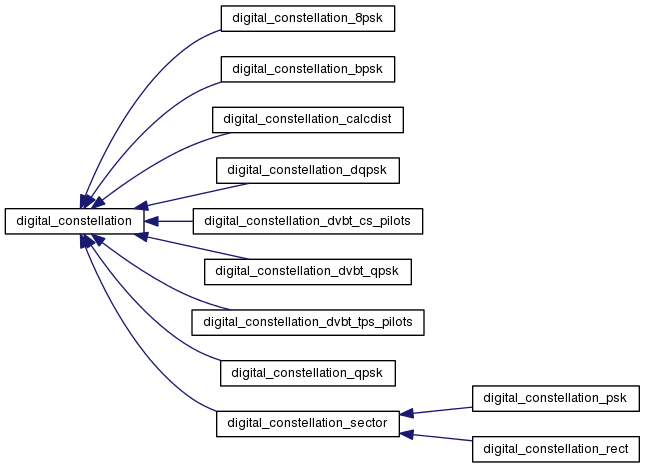 digital_constellation_8psk
digital_constellation_bpsk
digital_constellation_calcdist
digital_constellation_dqpsk
digital_constellation
digital_constellation_dvbt_cs_pilots
digital_constellation_dvbt_qpsk
digital_constellation_dvbt_tps_pilots
digital_constellation_qpsk
digital_constellation_psk
digital_constellation_sector
digital_constellation_rect